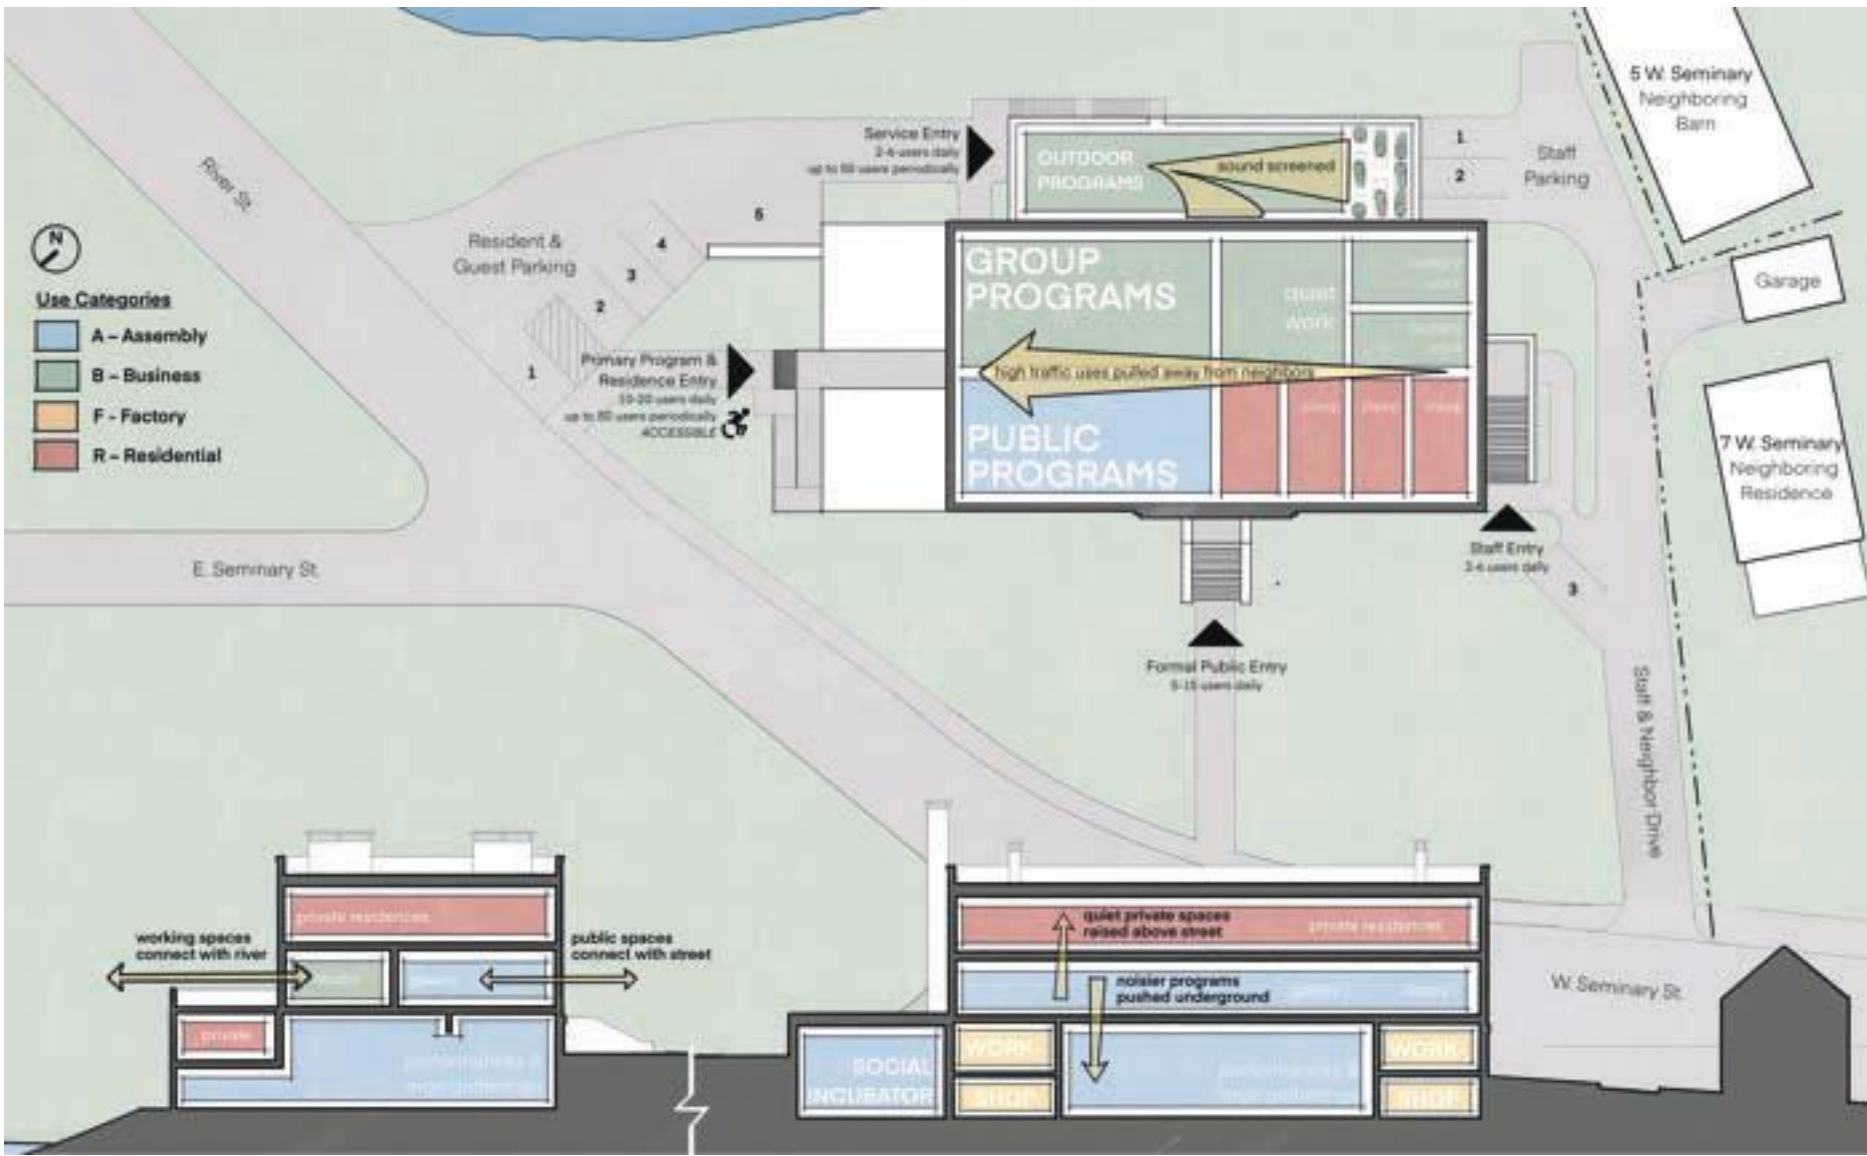 5 W. Seminary
Neighboring
Barn
Service Entry
2-6 users daily
up to 50 users periodically
OUTDOOR
PROGRAMS
sound screened
1
2
Staff
Parking
River St.
N
Use Categories
A – Assembly
B – Business
F - Factory
R – Residential
Resident &
Guest Parking
5
4
3
2
1
GROUP
PROGRAMS
quiet
work
Garage
Primary Program &
Residence Entry
10-20 users daily
up to 50 users periodically
ACCESSIBLE
high traffic uses pulled away from neighbors
PUBLIC
PROGRAMS
7 W. Seminary
Neighboring
Residence
Staff Entry
2-6 users daily
3
E. Seminary St.
Formal Public Entry
5-15 users daily
Staff & Neighbor Drive
private residences
working spaces
connect with river
public spaces
connect with street
private
quiet private spaces
raised above street
private residences
noisier programs
pushed underground
W. Seminary St.
SOCIAL
INCUBATOR
WORK
SHOP
performances &
large gatherings
WORK
SHOP